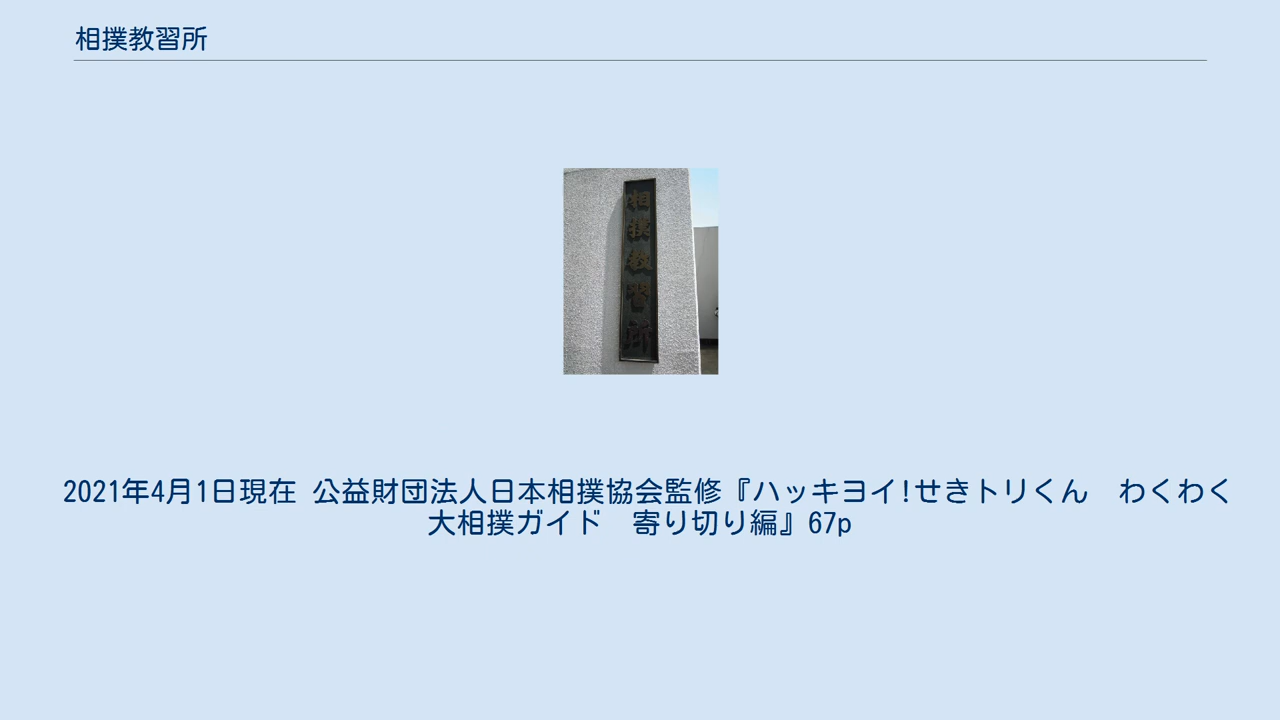 相撲教習所
相撲教習所
2021年4月1日現在 公益財団法人日本相撲協会監修『ハッキヨイ!せきトリくん　わくわく
大相撲ガイド　寄り切り編』67p